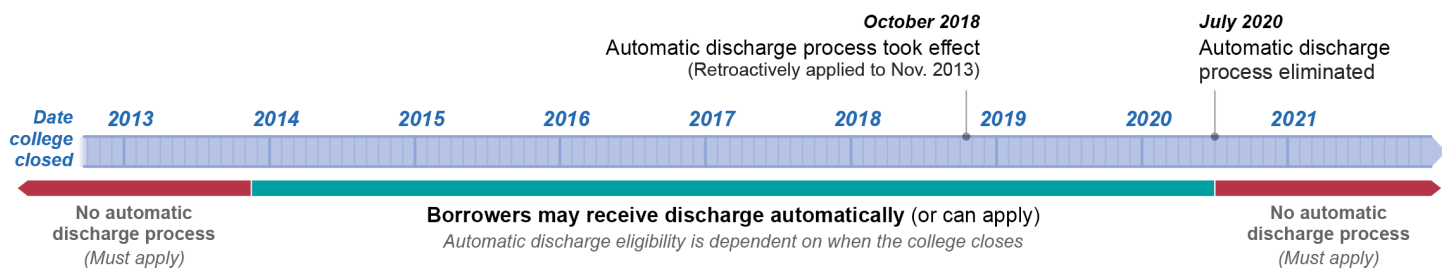 October 2018
Automatic discharge process took effect
(Retroactively applied to Nov. 2013)
July 2020
Automatic discharge
process eliminated
Date
college
closed
2013
2014
2015
2016
2017
2018
2019
2020
2021
No automatic
discharge process
(Must apply)
Borrowers may receive discharge automatically (or can apply)
Automatic discharge eligibility is dependent on when the college closes
No automatic
discharge process
(Must apply)